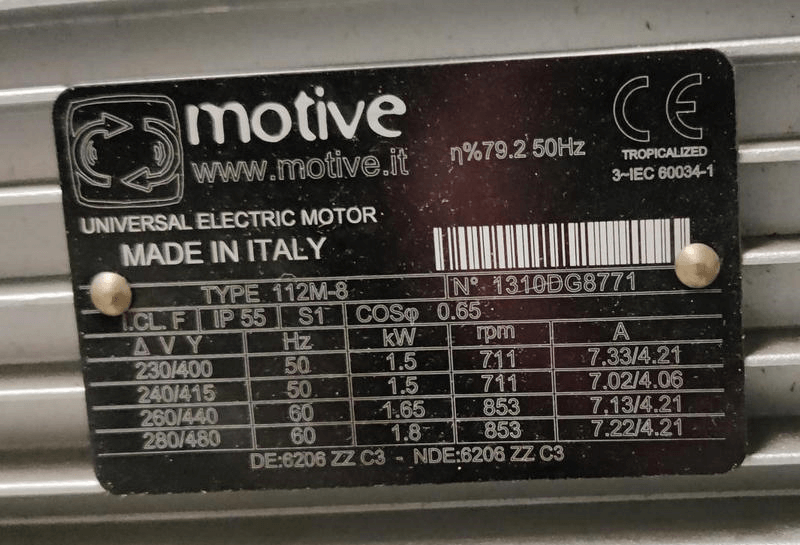 motive
www.motive.it
η%79.2 50Hz
CE
TROPICALIZED
3~IEC 60034-1
UNIVERSAL ELECTRIC MOTOR
MADE IN ITALY
TYPE 112M-8 N° 1310DG8771
I.CL. F IP 55 S1 COSφ 0.65
Δ V Y Hz kW rpm A
230/400 50 1.5 711 7.33/4.21
240/415 50 1.5 711 7.02/4.06
260/440 60 1.65 853 7.13/4.21
280/480 60 1.8 853 7.22/4.21
DE:6206 ZZ C3 - NDE:6206 ZZ C3